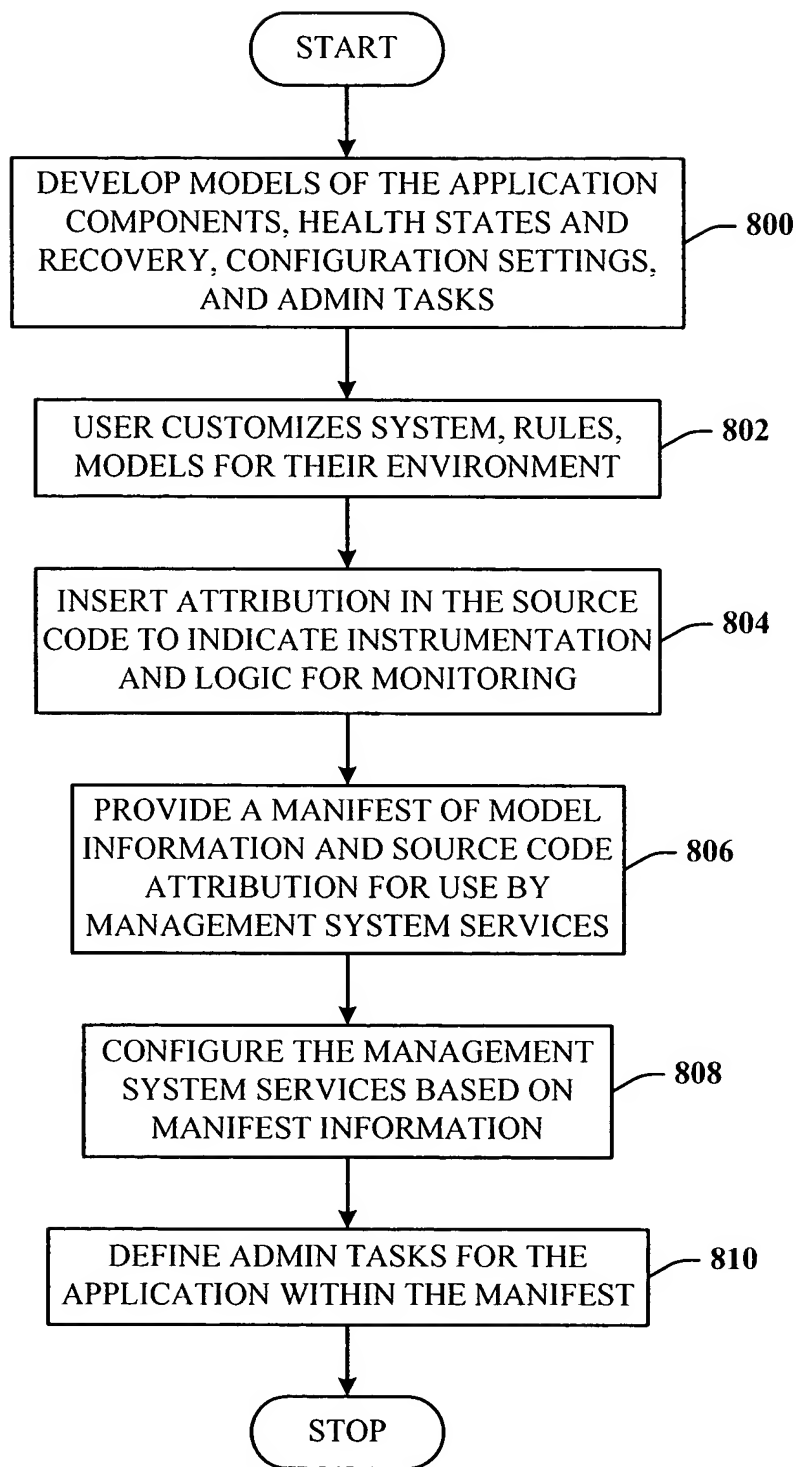 START
DEVELOP MODELS OF THE APPLICATION
COMPONENTS, HEALTH STATES AND
RECOVERY, CONFIGURATION SETTINGS,
AND ADMIN TASKS
800
USER CUSTOMIZES SYSTEM, RULES,
MODELS FOR THEIR ENVIRONMENT
802
INSERT ATTRIBUTION IN THE SOURCE
CODE TO INDICATE INSTRUMENTATION
AND LOGIC FOR MONITORING
804
PROVIDE A MANIFEST OF MODEL
INFORMATION AND SOURCE CODE
ATTRIBUTION FOR USE BY
MANAGEMENT SYSTEM SERVICES
806
CONFIGURE THE MANAGEMENT
SYSTEM SERVICES BASED ON
MANIFEST INFORMATION
808
DEFINE ADMIN TASKS FOR THE
APPLICATION WITHIN THE MANIFEST
810
STOP